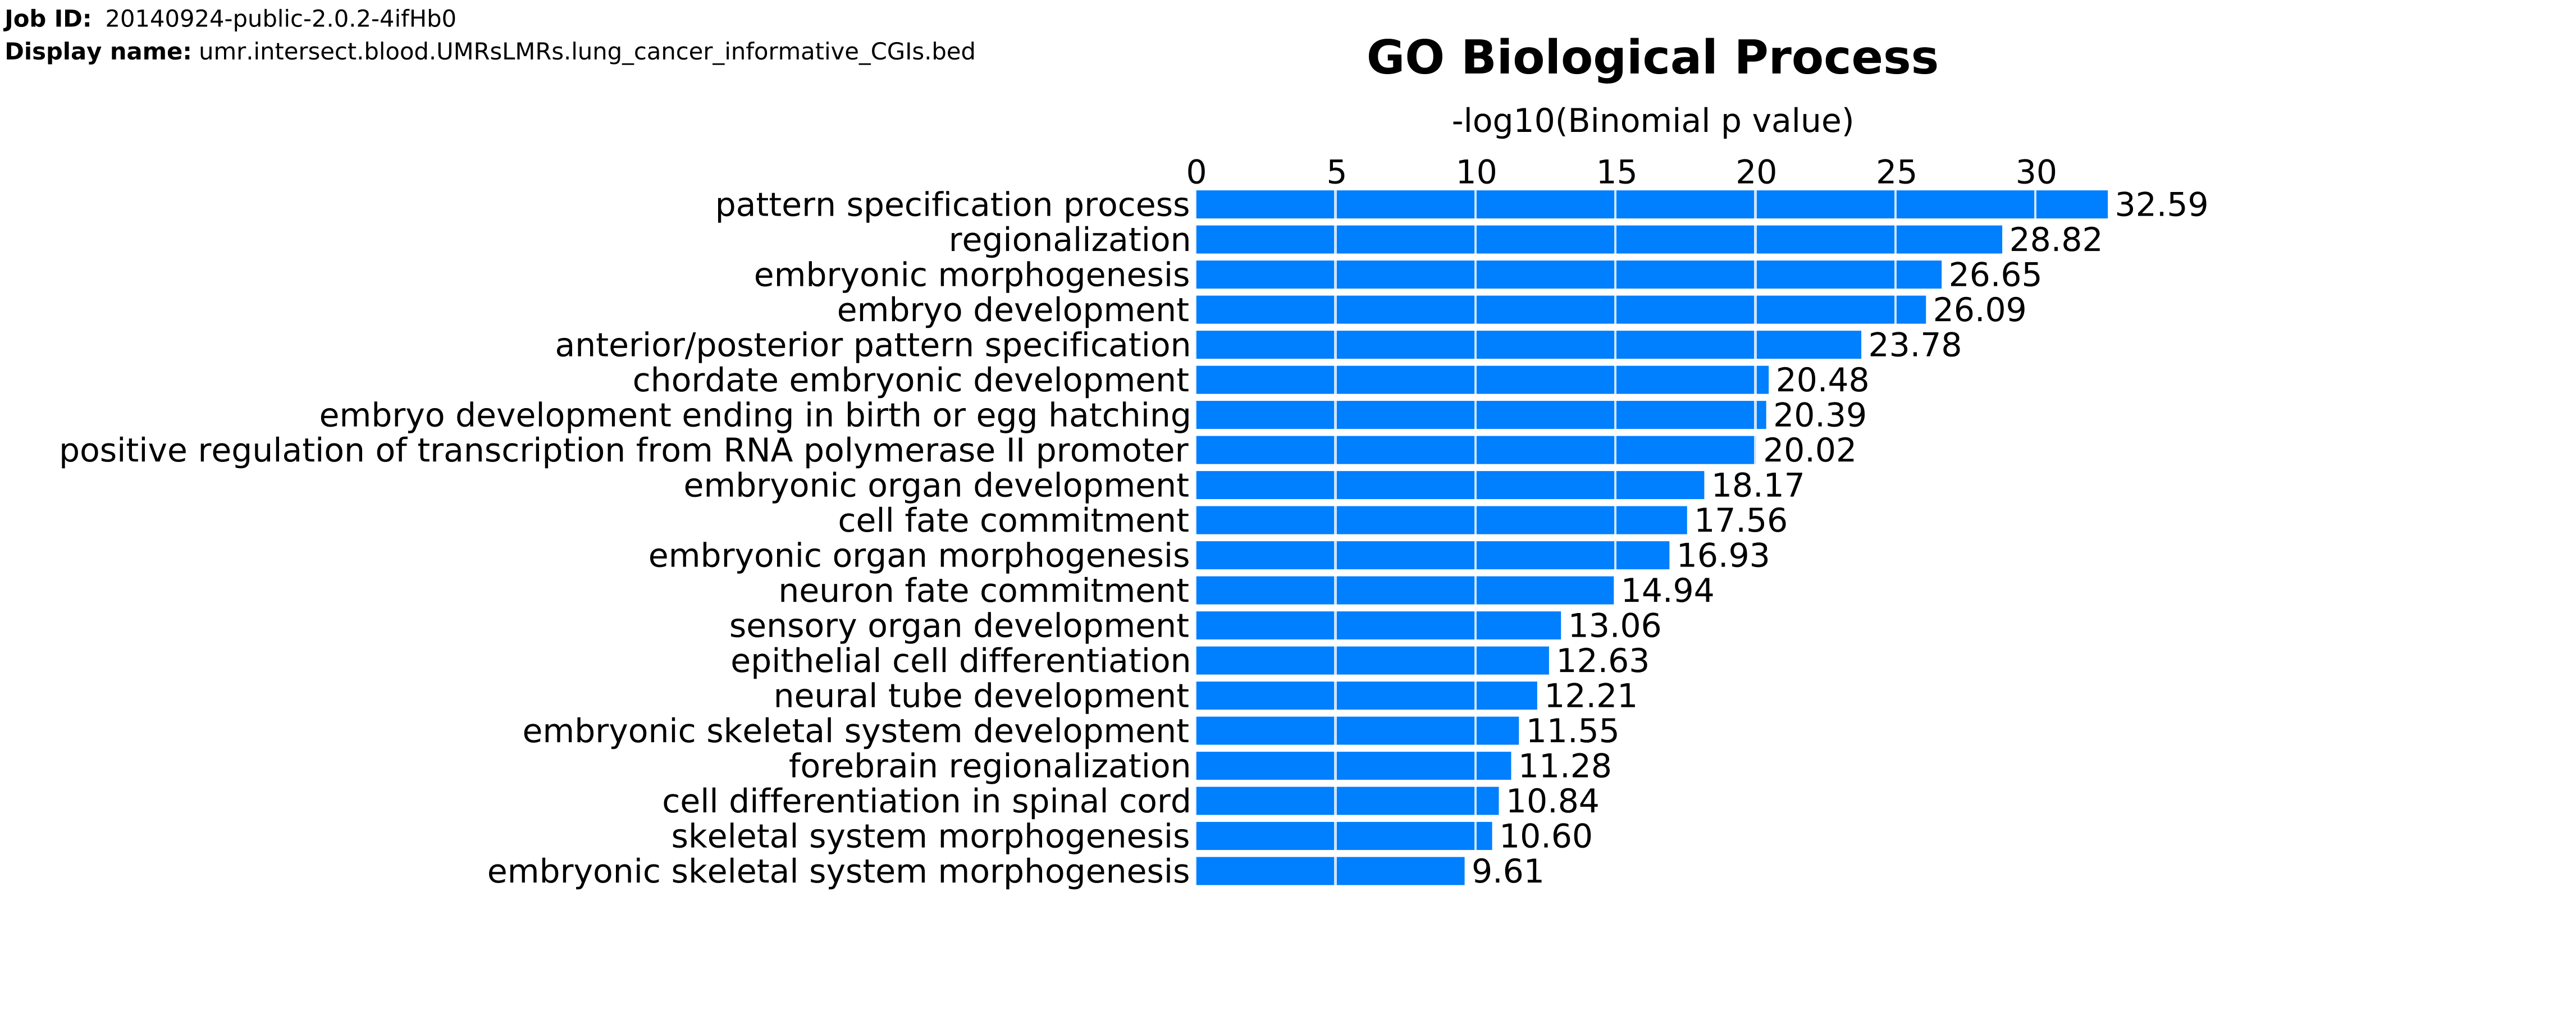 Job ID: 20140924-public-2.0.2-4ifHb0
Display name: umr.intersect.blood.UMRsLMRs.lung_cancer_informative_CGIs.bed
GO Biological Process
-log10(Binomial p value)
0 5 10 15 20 25 30
pattern specification process 32.59
regionalization 28.82
embryonic morphogenesis 26.65
embryo development 26.09
anterior/posterior pattern specification 23.78
chordate embryonic development 20.48
embryo development ending in birth or egg hatching 20.39
positive regulation of transcription from RNA polymerase II promoter 20.02
embryonic organ development 18.17
cell fate commitment 17.56
embryonic organ morphogenesis 16.93
neuron fate commitment 14.94
sensory organ development 13.06
epithelial cell differentiation 12.63
neural tube development 12.21
embryonic skeletal system development 11.55
forebrain regionalization 11.28
cell differentiation in spinal cord 10.84
skeletal system morphogenesis 10.60
embryonic skeletal system morphogenesis 9.61